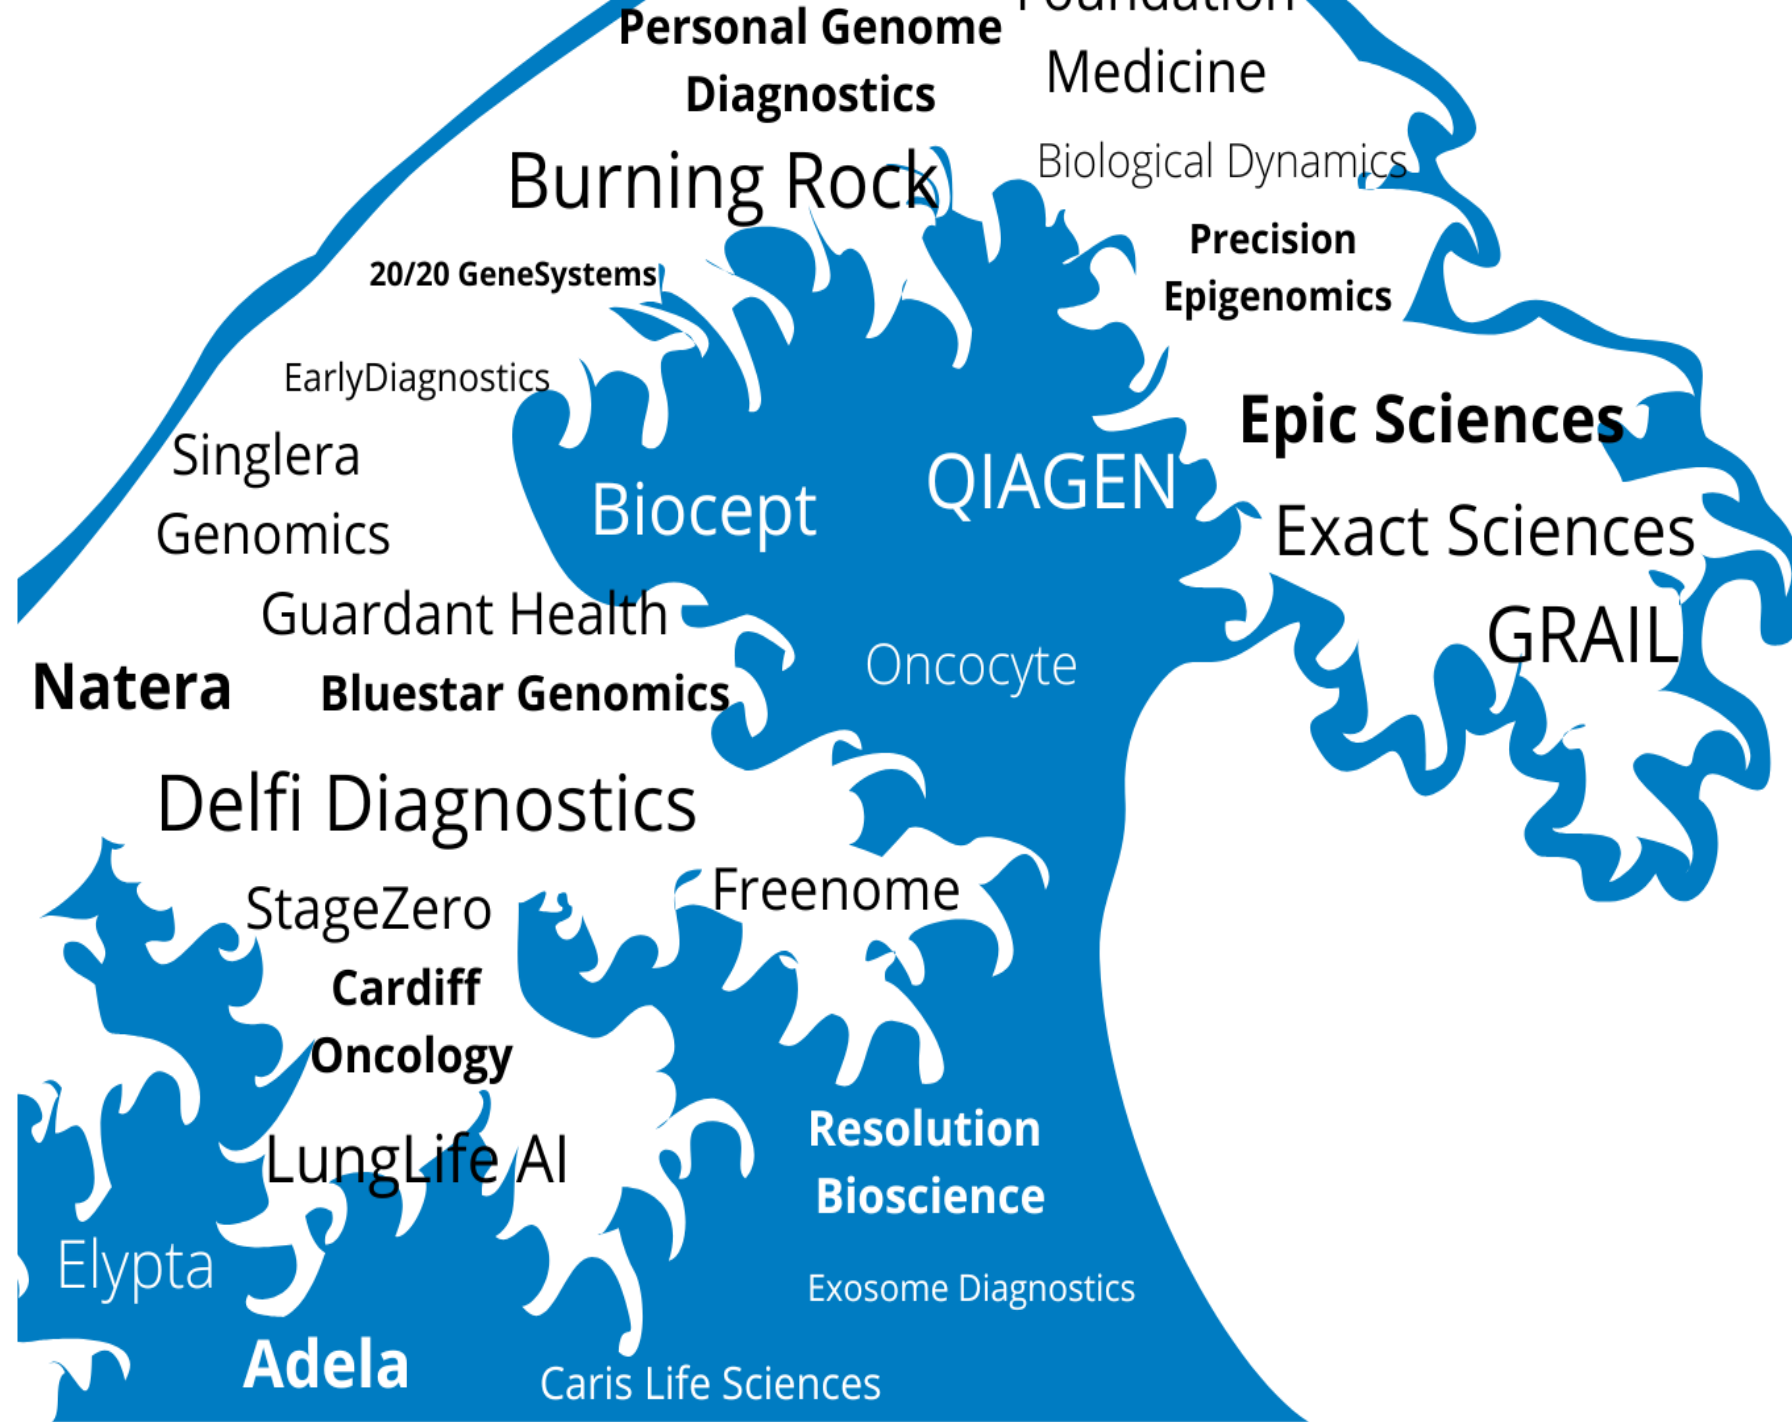 Foundation
Personal Genome
Diagnostics
Medicine
Burning Rock
Biological Dynamics
Precision
Epigenomics
20/20 GeneSystems
EarlyDiagnostics
Epic Sciences
Singlera
Genomics
Biocept
QIAGEN
Exact Sciences
Guardant Health
GRAIL
Natera
Bluestar Genomics
Oncocyte
Delfi Diagnostics
StageZero
Freenome
Cardiff
Oncology
LungLife AI
Resolution
Bioscience
Elypta
Exosome Diagnostics
Adela
Caris Life Sciences